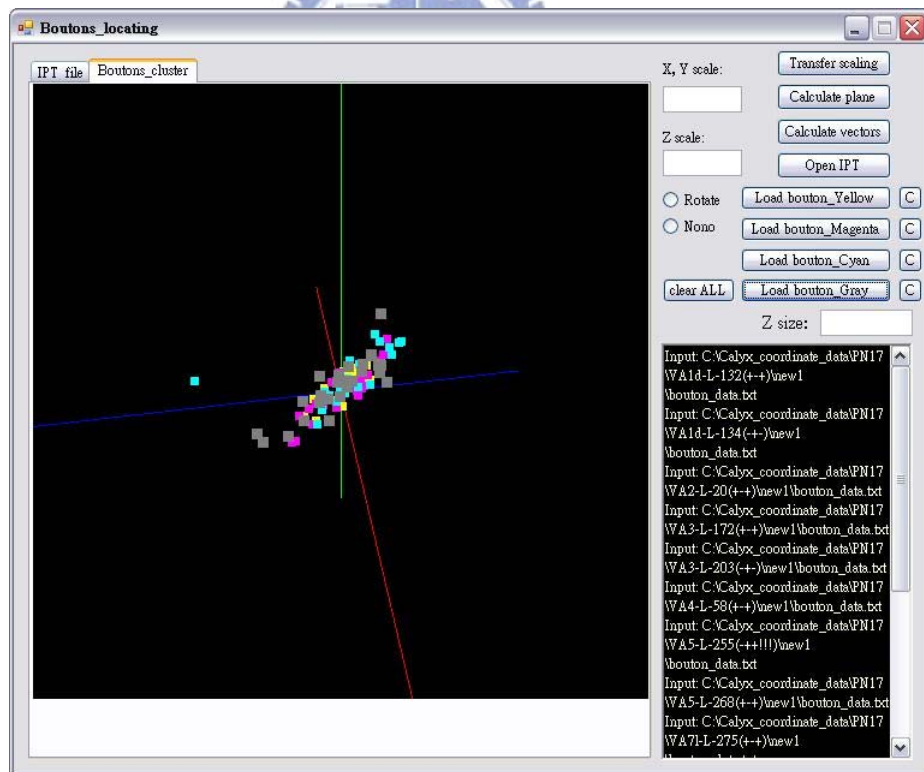 Boutons_locating
IPT file
Boutons_cluster
X, Y scale:
Transfer scaling
Calculate plane
Z scale:
Calculate vectors
Open IPT
Rotate
Load bouton_Yellow
C
Nono
Load bouton_Magenta
C
Load bouton_Cyan
C
clear ALL
Load bouton_Gray
C
Z size:
Input: C:\Calyx_coordinate_data\PN17
\VA1d-L-132(+-+)\new1
\bouton_data.txt
Input: C:\Calyx_coordinate_data\PN17
\VA1d-L-134(-+-)\new1
\bouton_data.txt
Input: C:\Calyx_coordinate_data\PN17
\VA2-L-20(+-+)\new1\bouton_data.txt
Input: C:\Calyx_coordinate_data\PN17
\VA3-L-172(+-+)\new1\bouton_data.txt
Input: C:\Calyx_coordinate_data\PN17
\VA3-L-203(-+-)\new1\bouton_data.txt
Input: C:\Calyx_coordinate_data\PN17
\VA4-L-58(+-+)\new1\bouton_data.txt
Input: C:\Calyx_coordinate_data\PN17
\VA5-L-255(-++!!!)\new1
\bouton_data.txt
Input: C:\Calyx_coordinate_data\PN17
\VA5-L-268(+-+)\new1\bouton_data.txt
Input: C:\Calyx_coordinate_data\PN17
\VA7l-L-275(+-+)\new1
\bouton_data.txt